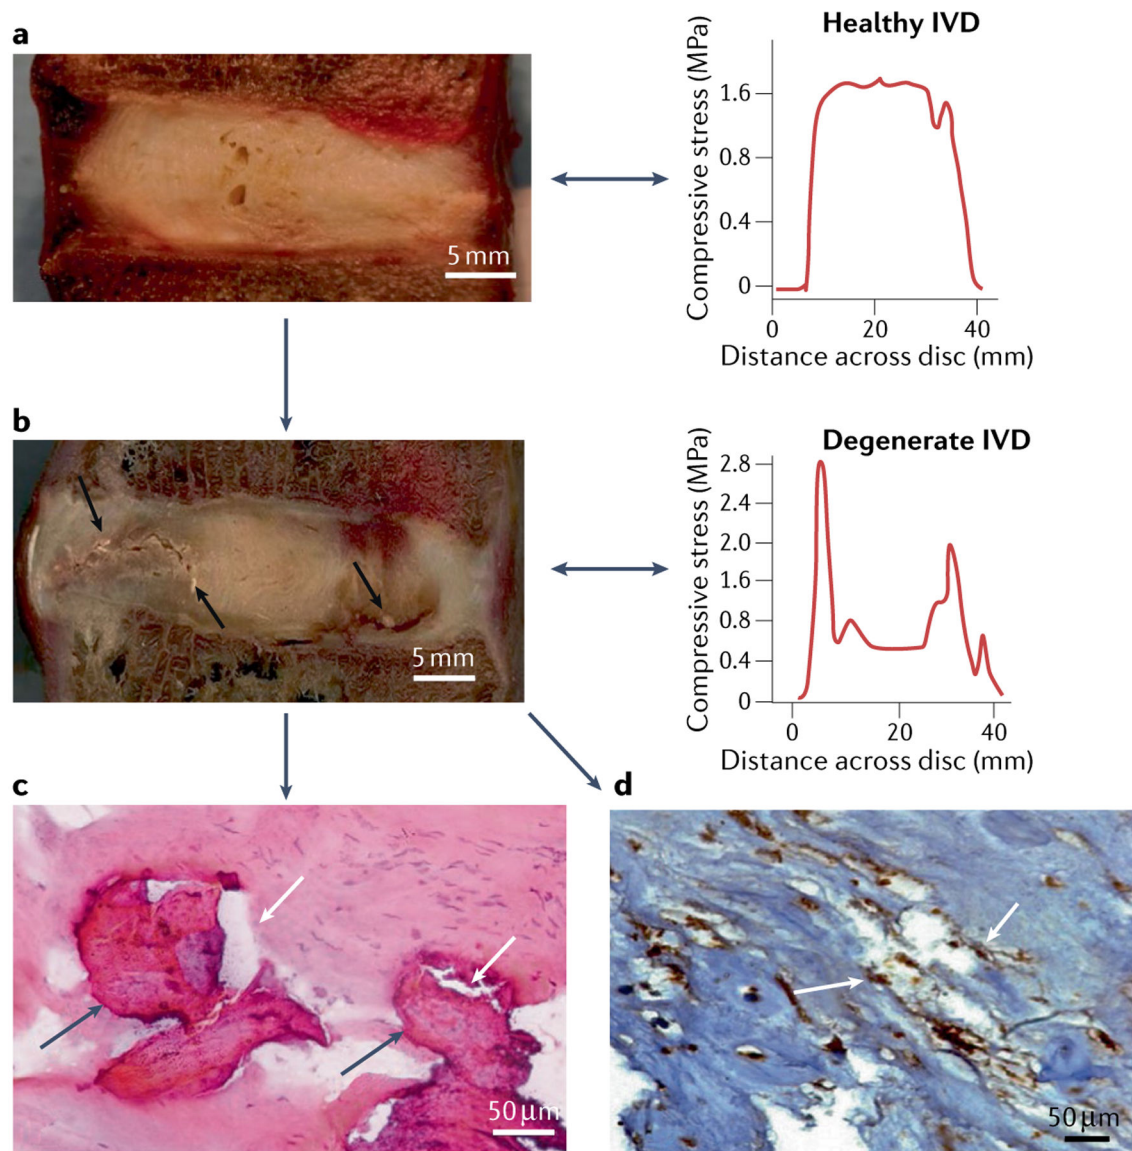 a
Healthy IVD
Compressive stress (MPa)
1.6
0.8
0.4
0
0 20 40
Distance across disc (mm)
5 mm
b
Degenerate IVD
Compressive stress (MPa)
2.8
2.4
2.0
1.6
0.8
0.4
0
0 20 40
Distance across disc (mm)
5 mm
c
50 µm
d
50 µm